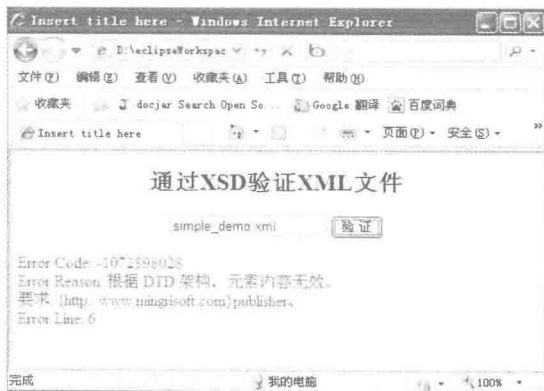 Insert title here - Windows Internet Explorer
D:\eclipseWorkspac
文件(F) 编辑(E) 查看(V) 收藏夹(A) 工具(T) 帮助(H)
收藏夹 docjar Search Open So... Google 翻译 百度词典
Insert title here 页面(P) 安全(S) »
通过XSD验证XML文件
simple_demo.xml 验证
Error Code: -1072898028
Error Reason: 根据 DTD 架构，元素内容无效。
要求: {http: www.mingrisoft.com}publisher。
Error Line: 6
完成 我的电脑 100%